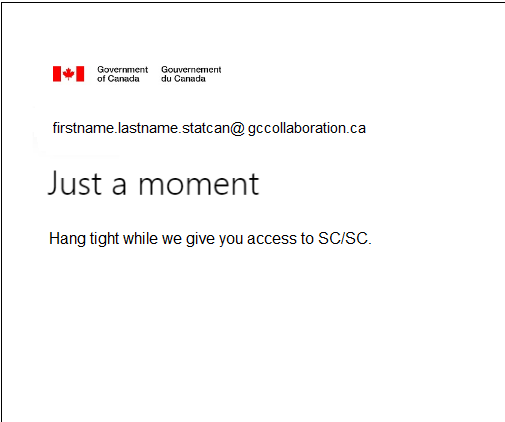 Government Gouvernement
of Canada du Canada
firstname.lastname.statcan@ gccollaboration.ca
Just a moment
Hang tight while we give you access to SC/SC.